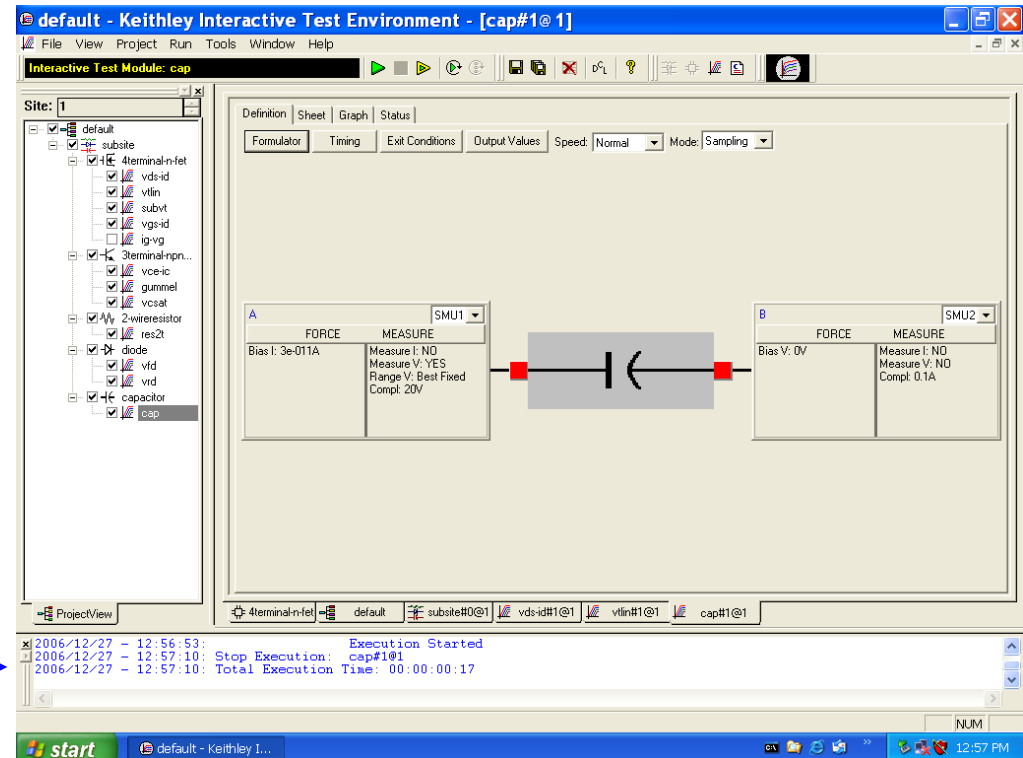 default - Keithley Interactive Test Environment - [cap#1@1]
File View Project Run Tools Window Help
Interactive Test Module: cap
Site: 1
default
subsite
4terminal-n-fet
vds-id
vtlin
subvt
vgs-id
ig-vg
3terminal-npn...
vce-ic
gummel
vcsat
2-wireresistor
res2t
diode
vfd
vrd
capacitor
cap
ProjectView
Definition Sheet Graph Status
Formulator Timing Exit Conditions Output Values Speed: Normal Mode: Sampling
A SMU1
FORCE MEASURE
Bias I: 3e-011A
Measure I: NO
Measure V: YES
Range V: Best Fixed
Compl: 20V
B SMU2
FORCE MEASURE
Bias V: 0V
Measure I: NO
Measure V: NO
Compl: 0.1A
4terminal-n-fet default subsite#0@1 vds-id#1@1 vtlin#1@1 cap#1@1
2006/12/27 - 12:56:53: Execution Started
2006/12/27 - 12:57:10: Stop Execution: cap#1@1
2006/12/27 - 12:57:10: Total Execution Time: 00:00:00:17
NUM
start default - Keithley I... 12:57 PM